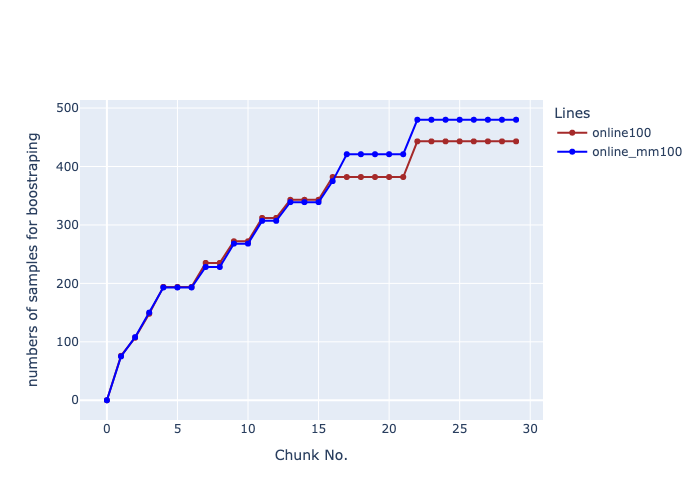 500
400
300
200
100
0
0 5 10 15 20 25 30
numbers of samples for boostraping
Chunk No.
Lines
online100
online_mm100